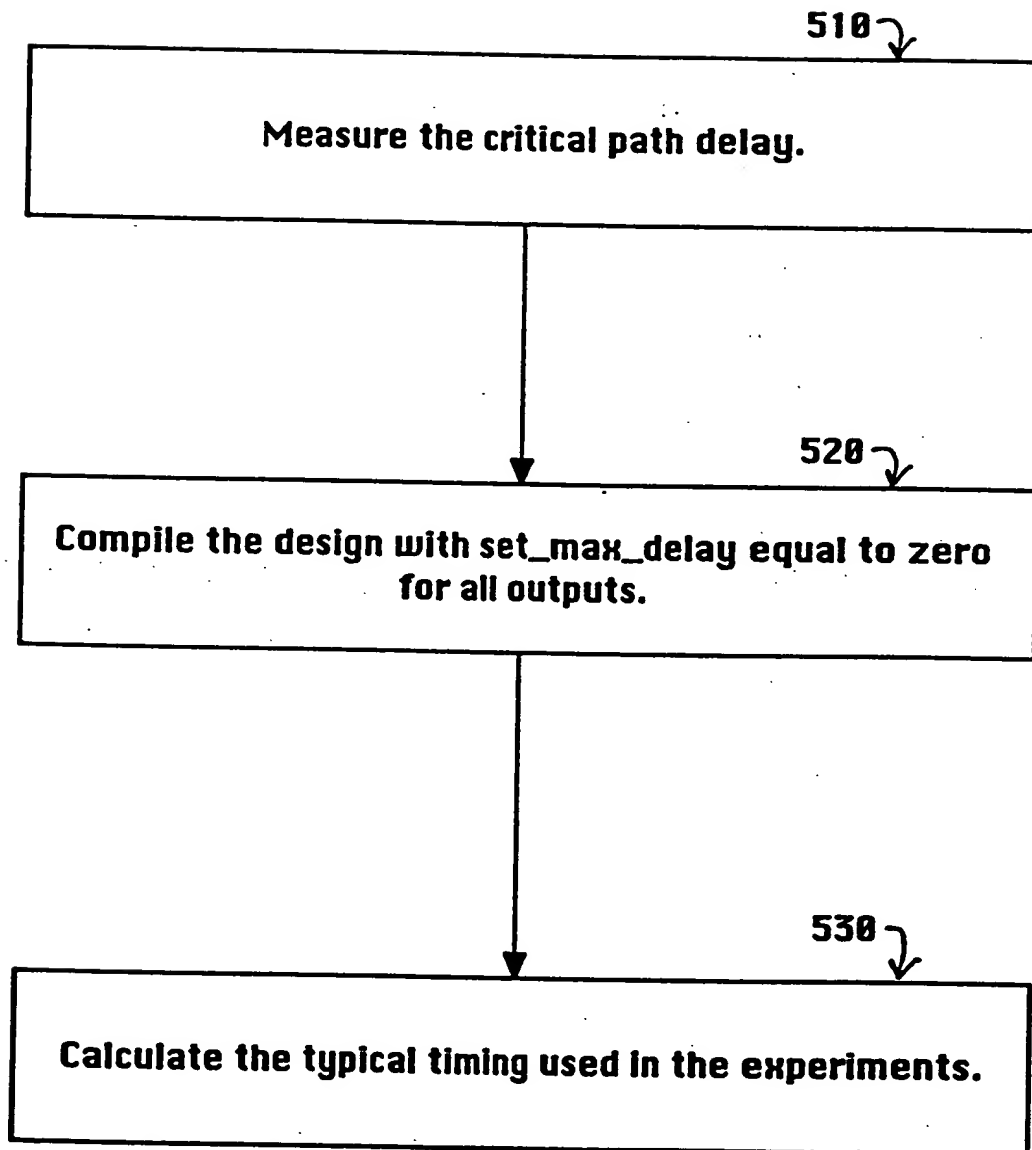 510
Measure the critical path delay.
520
Compile the design with set_max_delay equal to zero
for all outputs.
530
Calculate the typical timing used in the experiments.